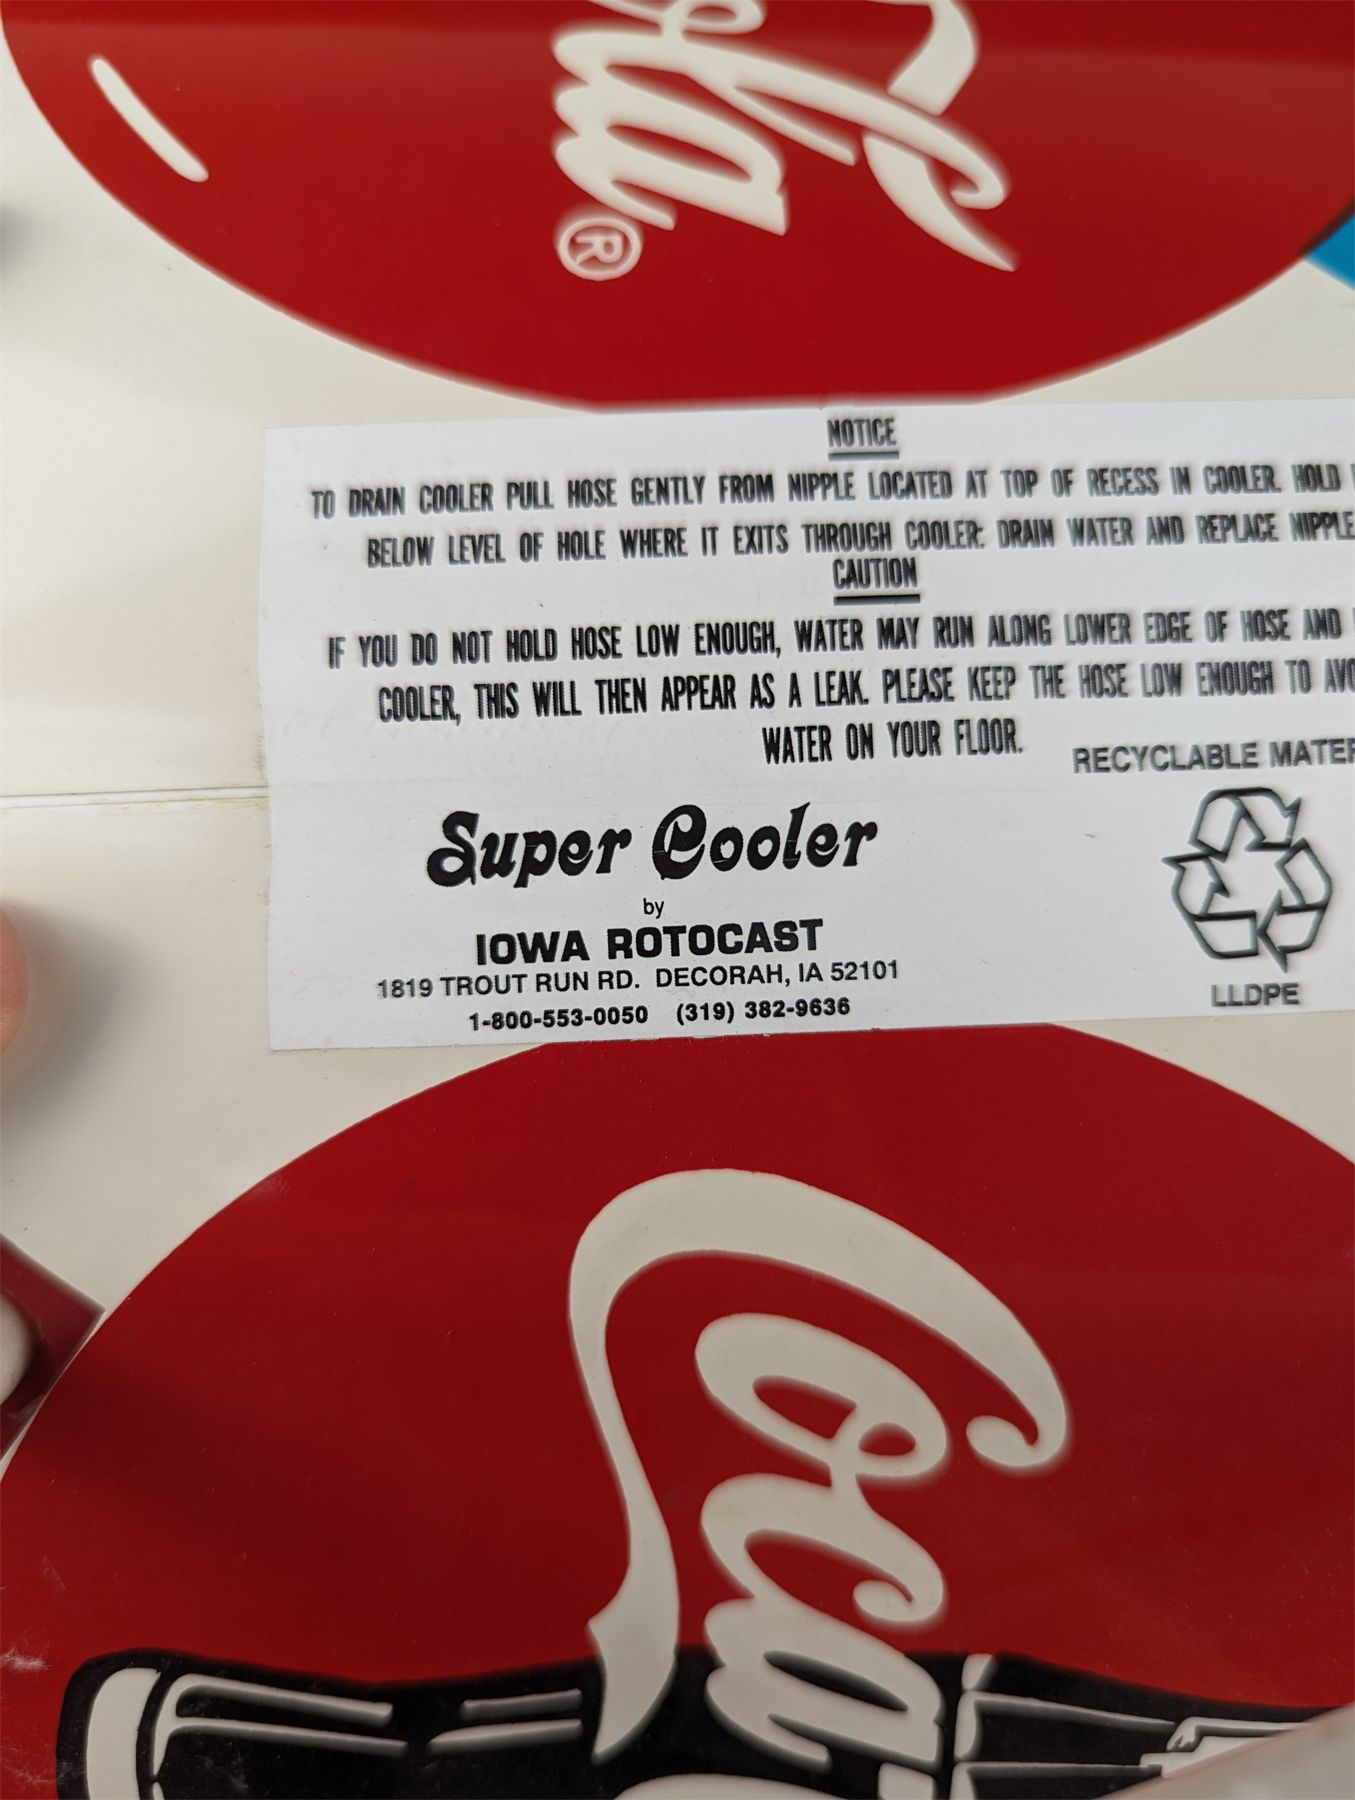 Cola
®
NOTICE
TO DRAIN COOLER PULL HOSE GENTLY FROM NIPPLE LOCATED AT TOP OF RECESS IN COOLER. HOLD
BELOW LEVEL OF HOLE WHERE IT EXITS THROUGH COOLER: DRAIN WATER AND REPLACE NIPPLE
CAUTION
IF YOU DO NOT HOLD HOSE LOW ENOUGH, WATER MAY RUN ALONG LOWER EDGE OF HOSE AND
COOLER, THIS WILL THEN APPEAR AS A LEAK. PLEASE KEEP THE HOSE LOW ENOUGH TO
WATER ON YOUR FLOOR.
RECYCLABLE
Super Cooler
by
IOWA ROTOCAST
1819 TROUT RUN RD. DECORAH, IA 52101
1-800-553-0050 (319) 382-9636
LLDPE
Coca